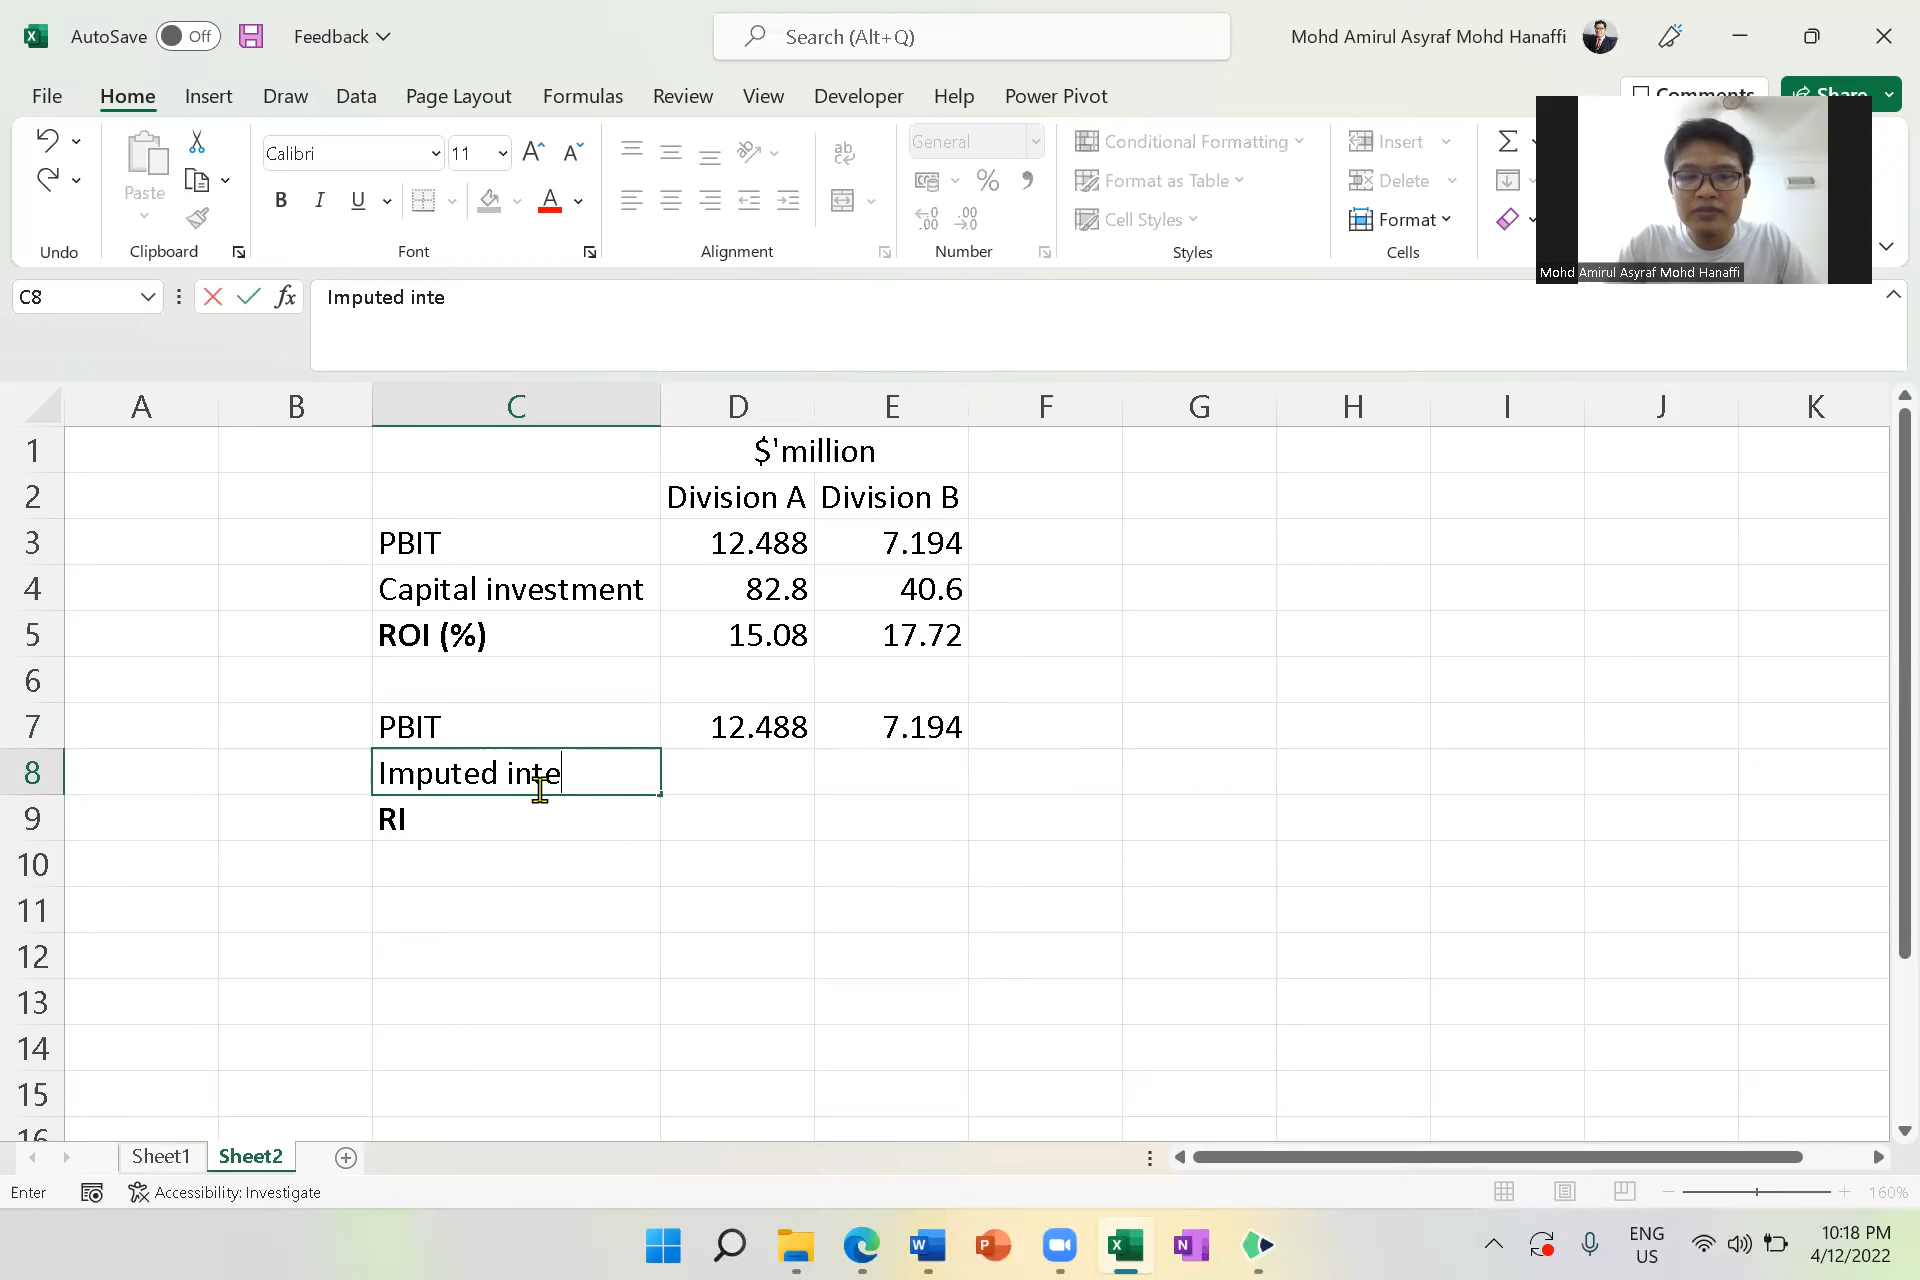 AutoSave Off Feedback Search (Alt+Q) Mohd Amirul Asyraf Mohd Hanaffi
File Home Insert Draw Data Page Layout Formulas Review View Developer Help Power Pivot Comments Share
Calibri 11 General Conditional Formatting Insert
Paste Format as Table Delete
B I U % Cell Styles Format
Undo Clipboard Font Alignment Number Styles Cells
Mohd Amirul Asyraf Mohd Hanaffi
C8 fx Imputed inte
A B C D E F G H I J K
1 $'million
2 Division A Division B
3 PBIT 12.488 7.194
4 Capital investment 82.8 40.6
5 ROI (%) 15.08 17.72
6
7 PBIT 12.488 7.194
8 Imputed inte
9 RI
10
11
12
13
14
15
16
Sheet1 Sheet2
Enter Accessibility: Investigate 160%
ENG 10:18 PM
US 4/12/2022